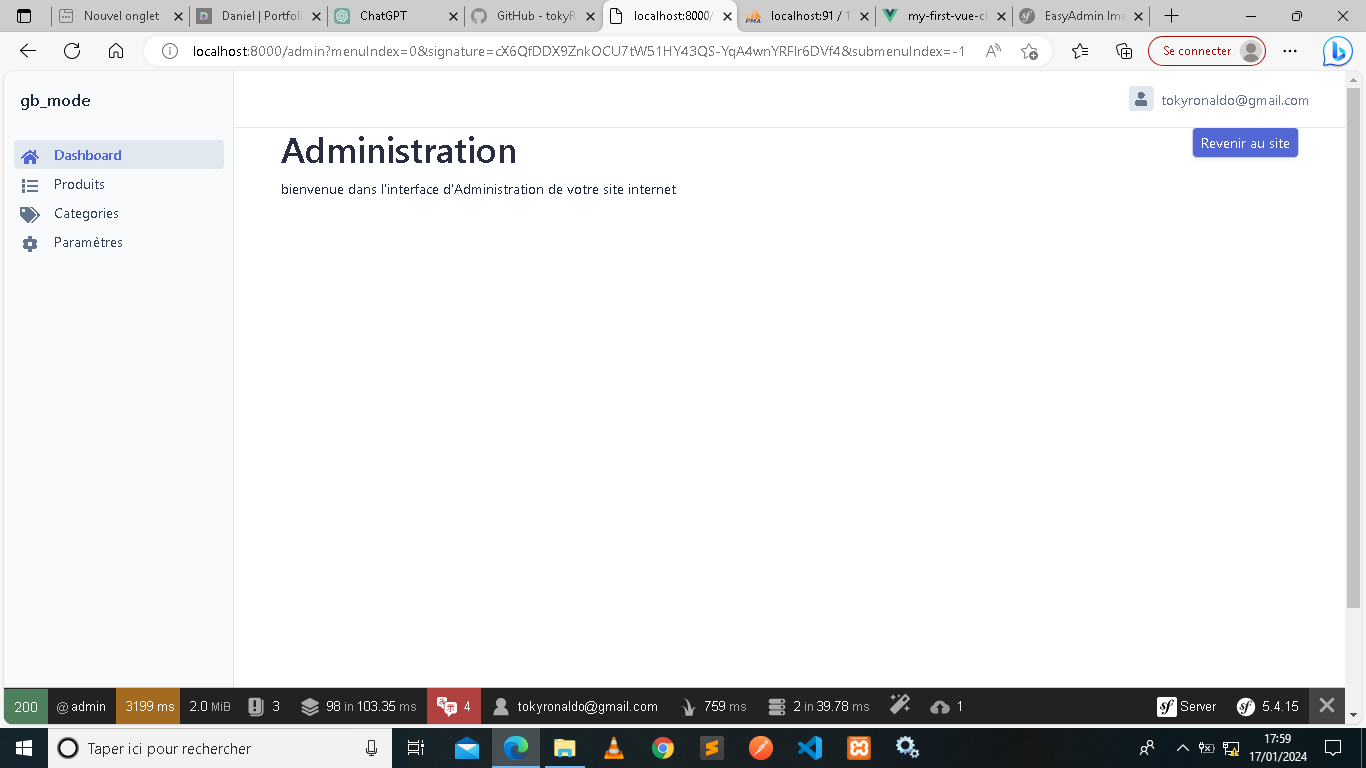 Nouvel onglet
Daniel | Portfoli
ChatGPT
GitHub - tokyR
localhost:8000/
localhost:91 / 1
my-first-vue-cl
EasyAdmin Ima
localhost:8000/admin?menuIndex=0&signature=cX6QfDDX9ZnkOCU7tW51HY43QS-YqA4wnYRFIr6DVf4&submenuIndex=-1
Se connecter
gb_mode
tokyronaldo@gmail.com
Dashboard
Produits
Categories
Paramètres
Administration
Revenir au site
bienvenue dans l'interface d'Administration de votre site internet
200 @ admin 3199 ms 2.0 MiB 3 98 in 103.35 ms 4 tokyronaldo@gmail.com 759 ms 2 in 39.78 ms 1 Server 5.4.15
Taper ici pour rechercher
17:59
17/01/2024